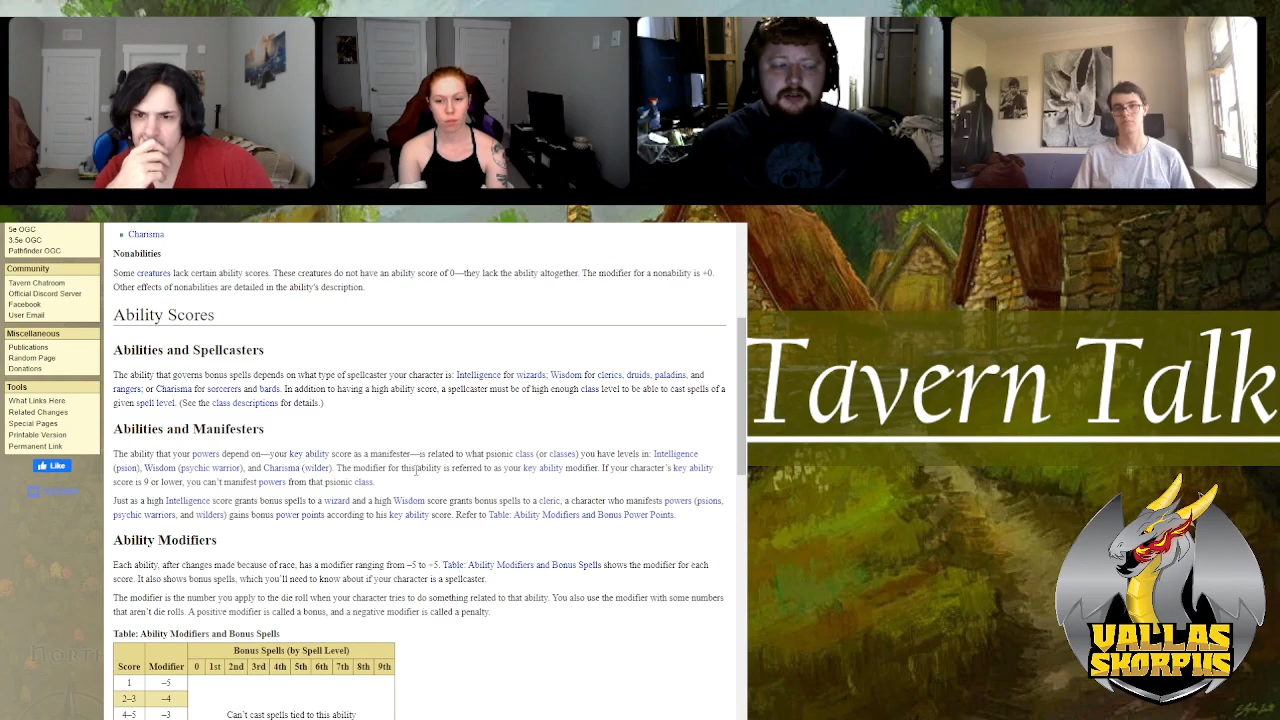 5e OGC
3.5e OGC
Pathfinder OGC
Community
Tavern Chatroom
Official Discord Server
Facebook
User Email
Miscellaneous
Publications
Random Page
Donations
Tools
What Links Here
Related Changes
Special Pages
Printable Version
Permanent Link
Like
Charisma
Nonabilities
Some creatures lack certain ability scores. These creatures do not have an ability score of 0—they lack the ability altogether. The modifier for a nonability is +0.
Other effects of nonabilities are detailed in the ability's description.
Ability Scores
Abilities and Spellcasters
The ability that governs bonus spells depends on what type of spellcaster your character is: Intelligence for wizards; Wisdom for clerics, druids, paladins, and
rangers; or Charisma for sorcerers and bards. In addition to having a high ability score, a spellcaster must be of high enough class level to be able to cast spells of a
given spell level. (See the class descriptions for details.)
Abilities and Manifesters
The ability that your powers depend on—your key ability score as a manifester—is related to what psionic class (or classes) you have levels in: Intelligence
(psion), Wisdom (psychic warrior), and Charisma (wilder). The modifier for this ability is referred to as your key ability modifier. If your character's key ability
score is 9 or lower, you can't manifest powers from that psionic class.
Just as a high Intelligence score grants bonus spells to a wizard and a high Wisdom score grants bonus spells to a cleric, a character who manifests powers (psions,
psychic warriors, and wilders) gains bonus power points according to his key ability score. Refer to Table: Ability Modifiers and Bonus Power Points.
Ability Modifiers
Each ability, after changes made because of race, has a modifier ranging from –5 to +5. Table: Ability Modifiers and Bonus Spells shows the modifier for each
score. It also shows bonus spells, which you'll need to know about if your character is a spellcaster.
The modifier is the number you apply to the die roll when your character tries to do something related to that ability. You also use the modifier with some numbers
that aren't die rolls. A positive modifier is called a bonus, and a negative modifier is called a penalty.
Table: Ability Modifiers and Bonus Spells
Bonus Spells (by Spell Level)
Score Modifier 0 1st 2nd 3rd 4th 5th 6th 7th 8th 9th
1 –5
2–3 –4
4–5 –3 Can't cast spells tied to this ability
Tavern Talk
VALLAS
SKORPUS